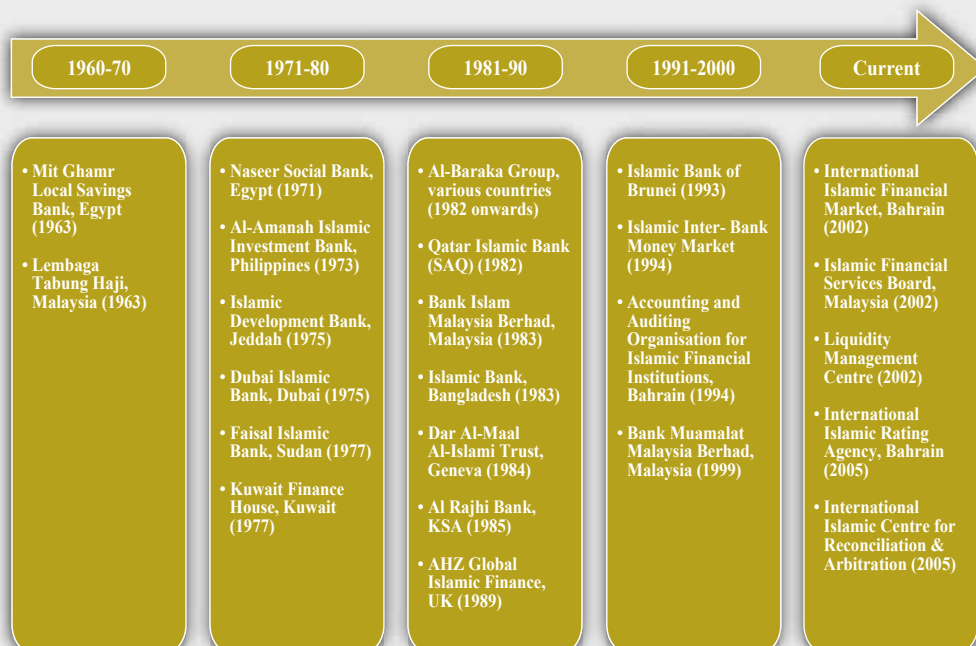 1960-70
1971-80
1981-90
1991-2000
Current
• Mit Ghamr
Local Savings
Bank, Egypt
(1963)
• Lembaga
Tabung Haji,
Malaysia (1963)
• Naseer Social Bank,
Egypt (1971)
• Al-Amanah Islamic
Investment Bank,
Philippines (1973)
• Islamic
Development Bank,
Jeddah (1975)
• Dubai Islamic
Bank, Dubai (1975)
• Faisal Islamic
Bank, Sudan (1977)
• Kuwait Finance
House, Kuwait
(1977)
• Al-Baraka Group,
various countries
(1982 onwards)
• Qatar Islamic Bank
(SAQ) (1982)
• Bank Islam
Malaysia Berhad,
Malaysia (1983)
• Islamic Bank,
Bangladesh (1983)
• Dar Al-Maal
Al-Islami Trust,
Geneva (1984)
• Al Rajhi Bank,
KSA (1985)
• AHZ Global
Islamic Finance,
UK (1989)
• Islamic Bank of
Brunei (1993)
• Islamic Inter- Bank
Money Market
(1994)
• Accounting and
Auditing
Organisation for
Islamic Financial
Institutions,
Bahrain (1994)
• Bank Muamalat
Malaysia Berhad,
Malaysia (1999)
• International
Islamic Financial
Market, Bahrain
(2002)
• Islamic Financial
Services Board,
Malaysia (2002)
• Liquidity
Management
Centre (2002)
• International
Islamic Rating
Agency, Bahrain
(2005)
• International
Islamic Centre for
Reconciliation &
Arbitration (2005)